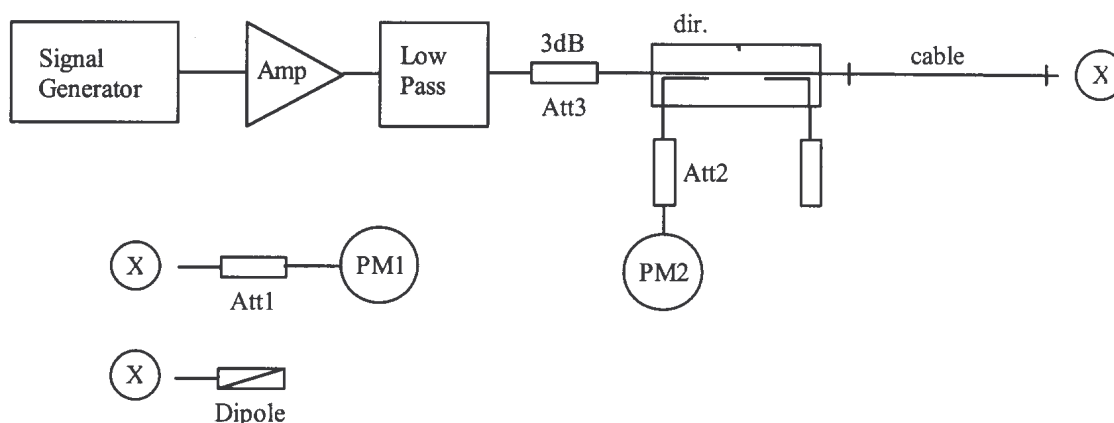 Signal
Generator
Amp
Low
Pass
3dB
Att3
dir.
cable
X
Att2
PM2
X
Att1
PM1
X
Dipole